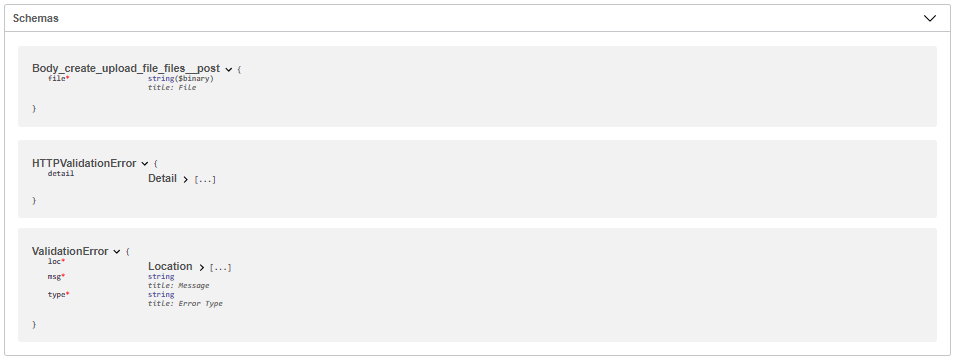 Schemas
Body_create_upload_file_files__post {
file* string($binary)
title: File
}
HTTPValidationError {
detail Detail > [...]
}
ValidationError {
loc* Location > [...]
msg* string
title: Message
type* string
title: Error Type
}